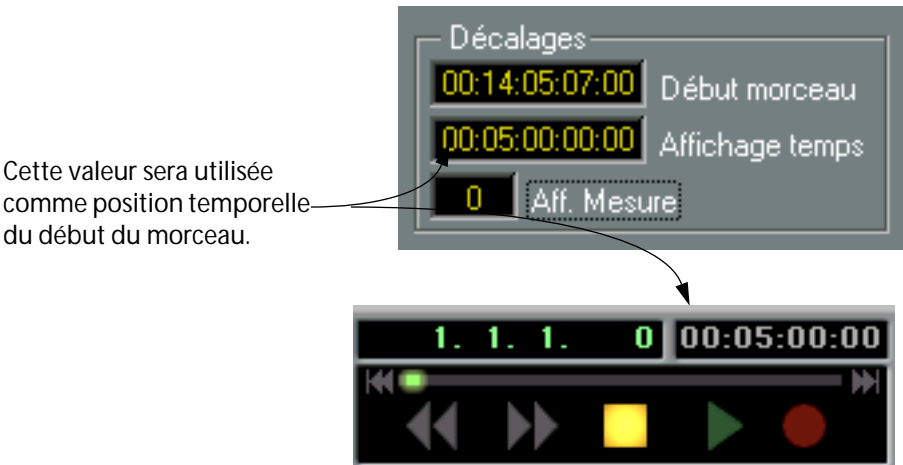 Décalages
00:14:05:07:00 Début morceau
00:05:00:00:00 Affichage temps
0 Aff. Mesure
Cette valeur sera utilisée
comme position temporelle
du début du morceau.
1. 1. 1. 0 00:05:00:00